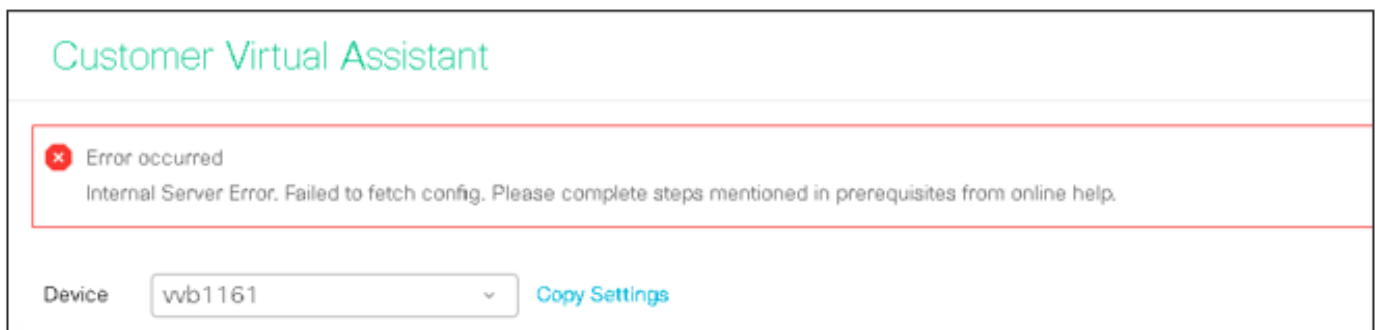 Customer Virtual Assistant
Error occurred
Internal Server Error. Failed to fetch config. Please complete steps mentioned in prerequisites from online help.
Device vvb1161 Copy Settings